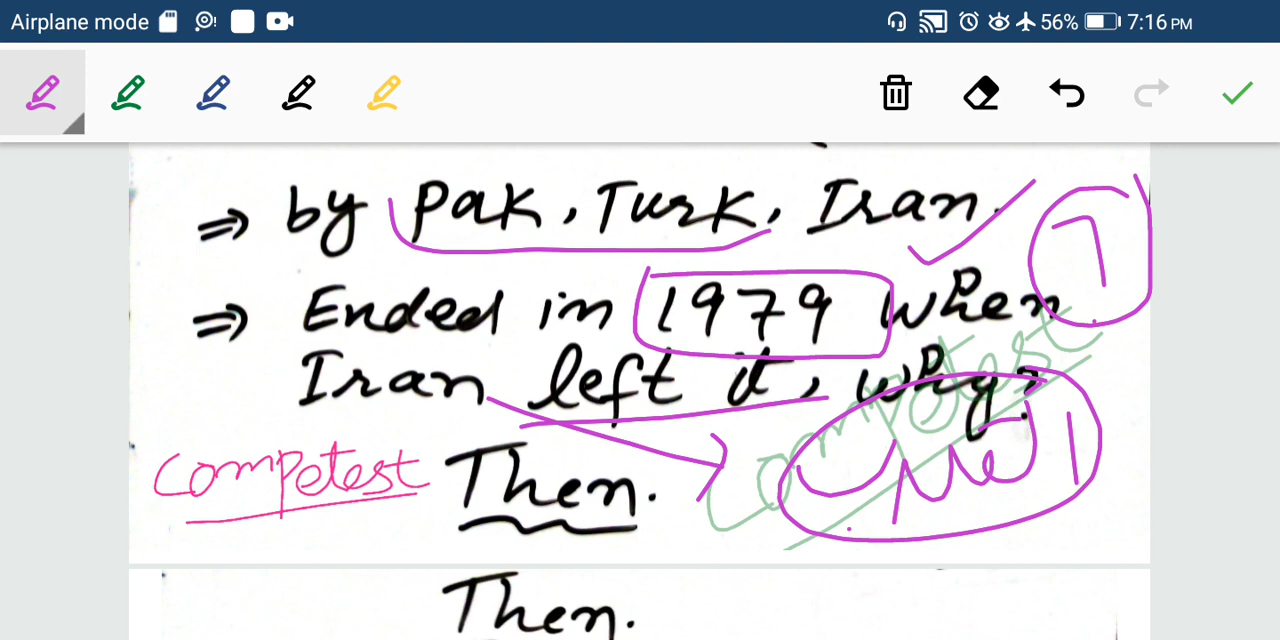 Airplane mode 56% 7:16 PM
⇒ by Pak, Turk, Iran.
⇒ Ended in 1979 when
Iran left it, why?
competest
competest Then.
Then.